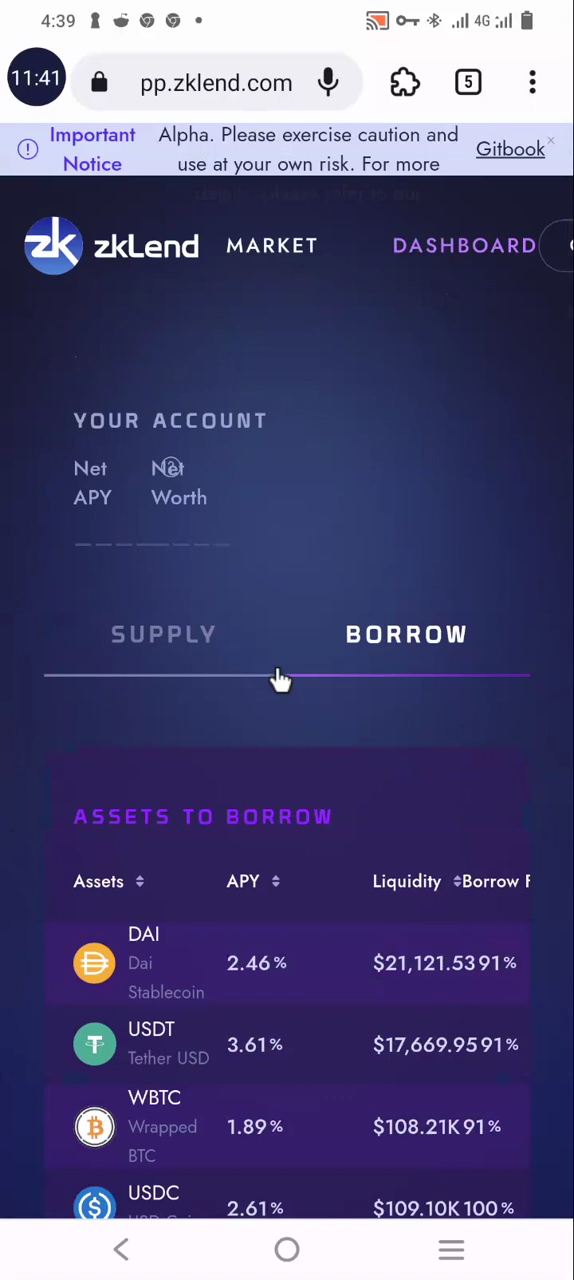 4:39
4G
11:41
pp.zklend.com
5
Important Notice
Alpha. Please exercise caution and use at your own risk. For more
Gitbook
zk zkLend MARKET DASHBOARD
YOUR ACCOUNT
Net APY
Net Worth
SUPPLY BORROW
ASSETS TO BORROW
Assets APY Liquidity Borrow F
DAI
Dai Stablecoin
2.46% $21,121.53 91%
USDT
Tether USD
3.61% $17,669.95 91%
WBTC
Wrapped BTC
1.89% $108.21K 91%
USDC
2.61% $109.10K 100%